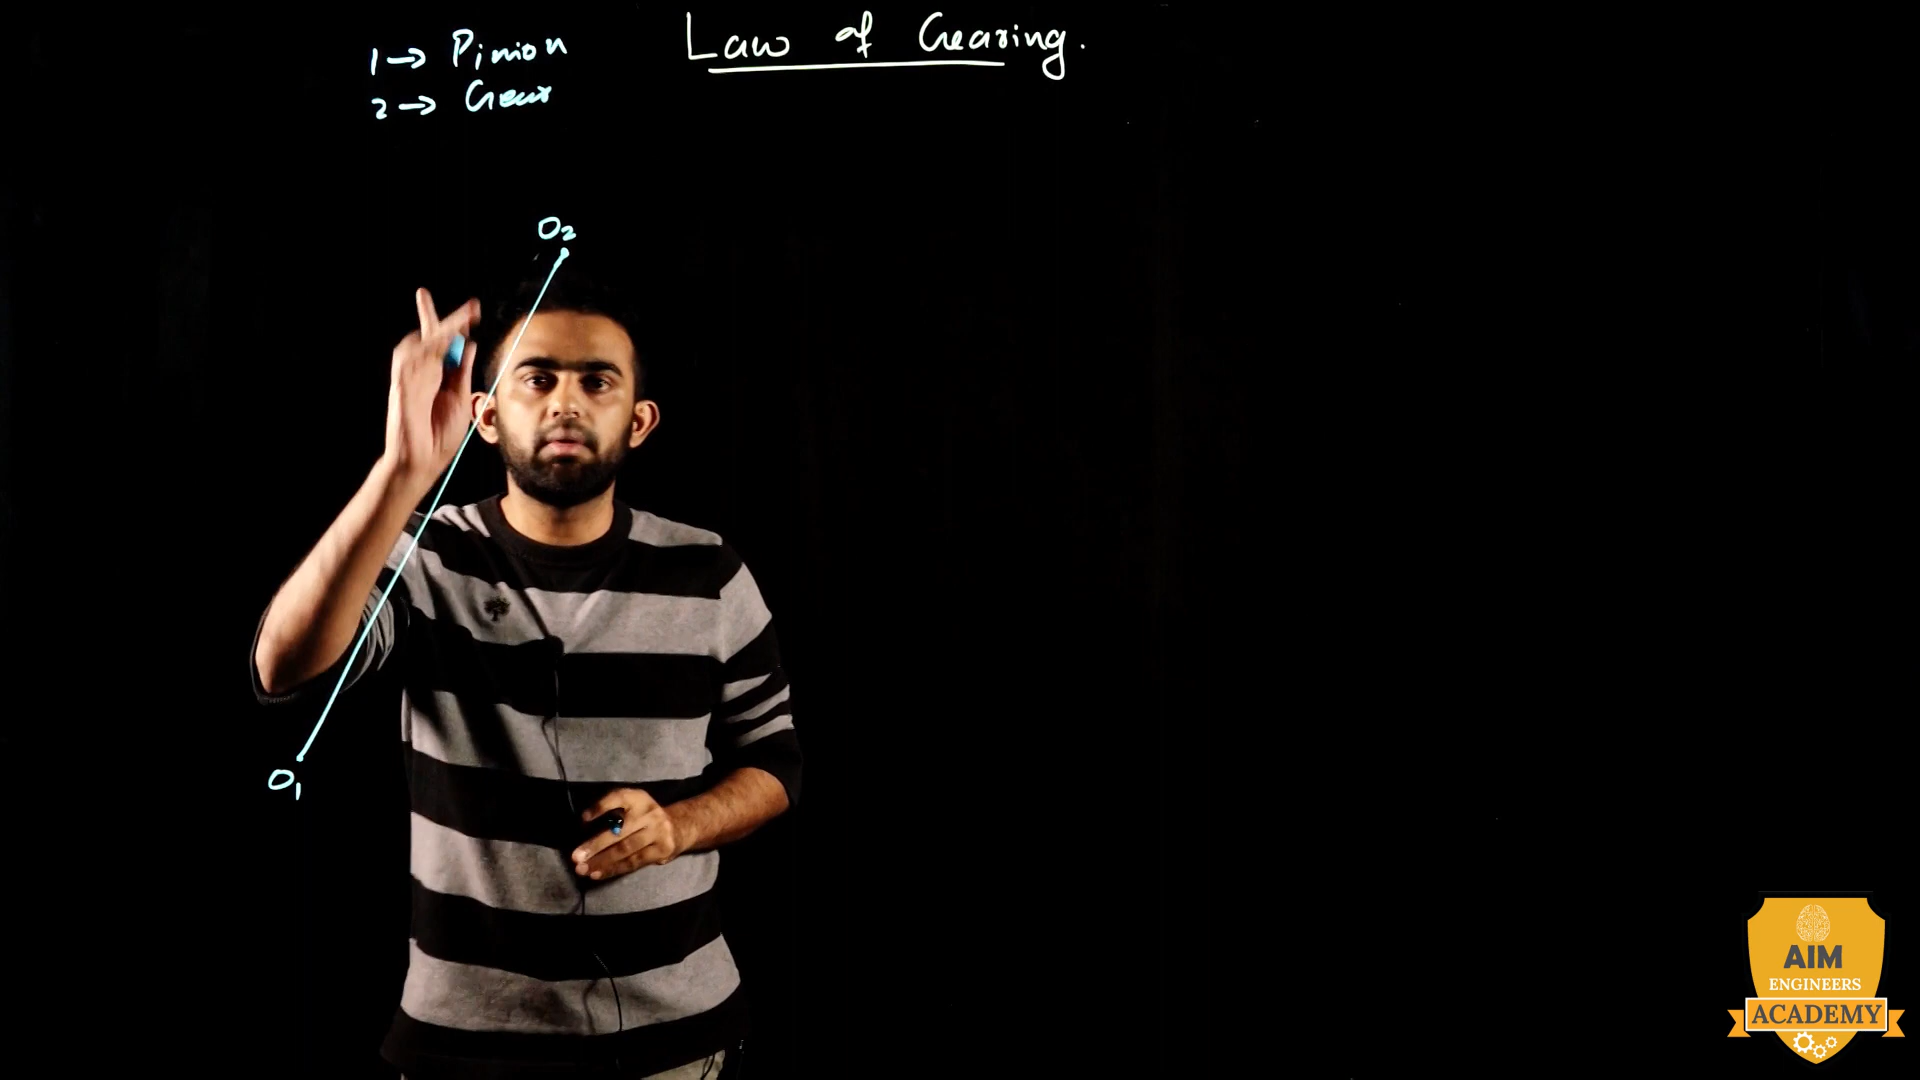 Law of Gearing.
1 → Pinion
2 → Gear
O2
O1
AIM
ENGINEERS
ACADEMY